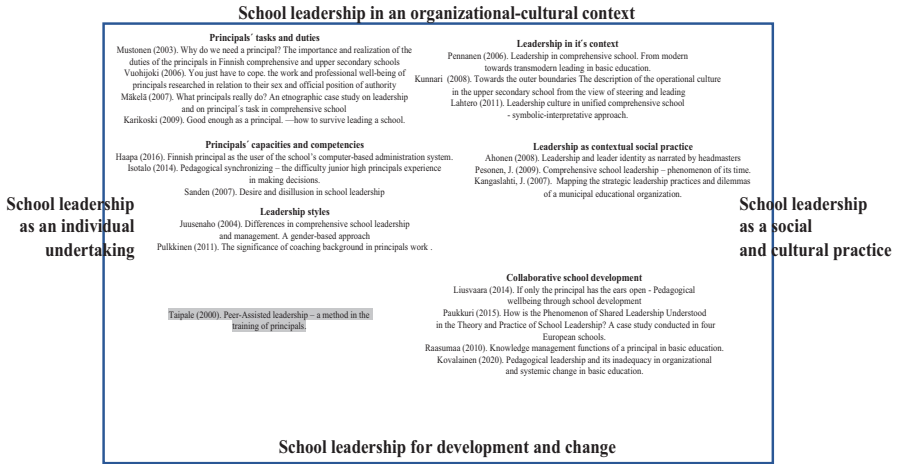 School leadership in an organizational-cultural context
Principals´ tasks and duties
Mustonen (2003). Why do we need a principal? The importance and realization of the
duties of the principals in Finnish comprehensive and upper secondary schools
Vuohijoki (2006). You just have to cope. the work and professional well-being of
principals researched in relation to their sex and official position of authority
Mäkelä (2007). What principals really do? An etnographic case study on leadership
and on principal´s task in comprehensive school
Karikoski (2009). Good enough as a principal. —how to survive leading a school.
Principals´ capacities and competencies
Haapa (2016). Finnish principal as the user of the school’s computer-based administration system.
Isotalo (2014). Pedagogical synchronizing – the difficulty junior high principals experience
in making decisions.
Sanden (2007). Desire and disillusion in school leadership
Leadership styles
Juusenaho (2004). Differences in comprehensive school leadership
and management. A gender-based approach
Pulkkinen (2011). The significance of coaching background in principals work .
Taipale (2000). Peer-Assisted leadership – a method in the
training of principals.
Leadership in it´s context
Pennanen (2006). Leadership in comprehensive school. From modern
towards transmodern leading in basic education.
Kunnari (2008). Towards the outer boundaries The description of the operational culture
in the upper secondary school from the view of steering and leading
Lahtero (2011). Leadership culture in unified comprehensive school
- symbolic-interpretative approach.
Leadership as contextual social practice
Ahonen (2008). Leadership and leader identity as narrated by headmasters
Pesonen, J. (2009). Comprehensive school leadership – phenomenon of its time.
Kangaslahti, J. (2007). Mapping the strategic leadership practices and dilemmas
of a municipal educational organization.
Collaborative school development
Liusvaara (2014). If only the principal has the ears open - Pedagogical
wellbeing through school development
Paukkuri (2015). How is the Phenomenon of Shared Leadership Understood
in the Theory and Practice of School Leadership? A case study conducted in four
European schools.
Raasumaa (2010). Knowledge management functions of a principal in basic education.
Kovalainen (2020). Pedagogical leadership and its inadequacy in organizational
and systemic change in basic education.
School leadership
as an individual
undertaking
School leadership
as a social
and cultural practice
School leadership for development and change